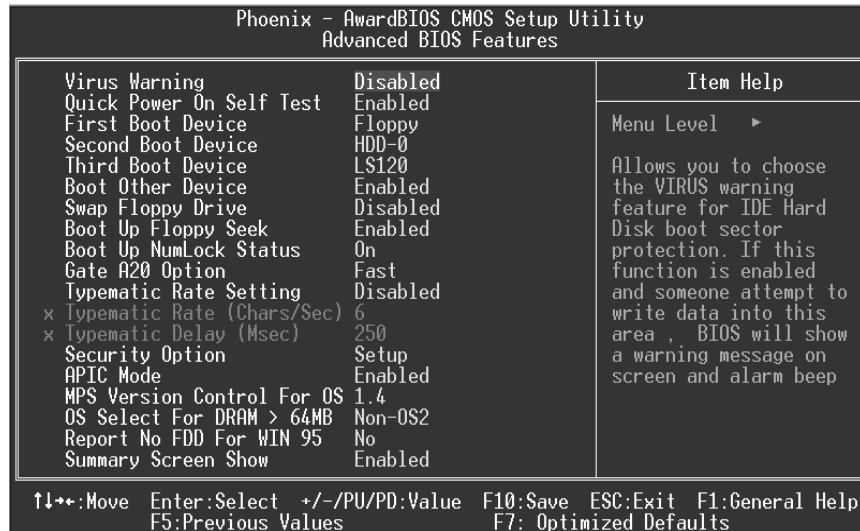 Phoenix - AwardBIOS CMOS Setup Utility
Advanced BIOS Features
Virus Warning Disabled
Quick Power On Self Test Enabled
First Boot Device Floppy
Second Boot Device HDD-0
Third Boot Device LS120
Boot Other Device Enabled
Swap Floppy Drive Disabled
Boot Up Floppy Seek Enabled
Boot Up NumLock Status On
Gate A20 Option Fast
Typematic Rate Setting Disabled
x Typematic Rate (Chars/Sec) 6
x Typematic Delay (Msec) 250
Security Option Setup
APIC Mode Enabled
MPS Version Control For OS 1.4
OS Select For DRAM > 64MB Non-OS2
Report No FDD For WIN 95 No
Summary Screen Show Enabled
Item Help
Menu Level ►
Allows you to choose
the VIRUS warning
feature for IDE Hard
Disk boot sector
protection. If this
function is enabled
and someone attempt to
write data into this
area , BIOS will show
a warning message on
screen and alarm beep
↑↓→←:Move Enter:Select +/-/PU/PD:Value F10:Save ESC:Exit F1:General Help
F5:Previous Values F7: Optimized Defaults